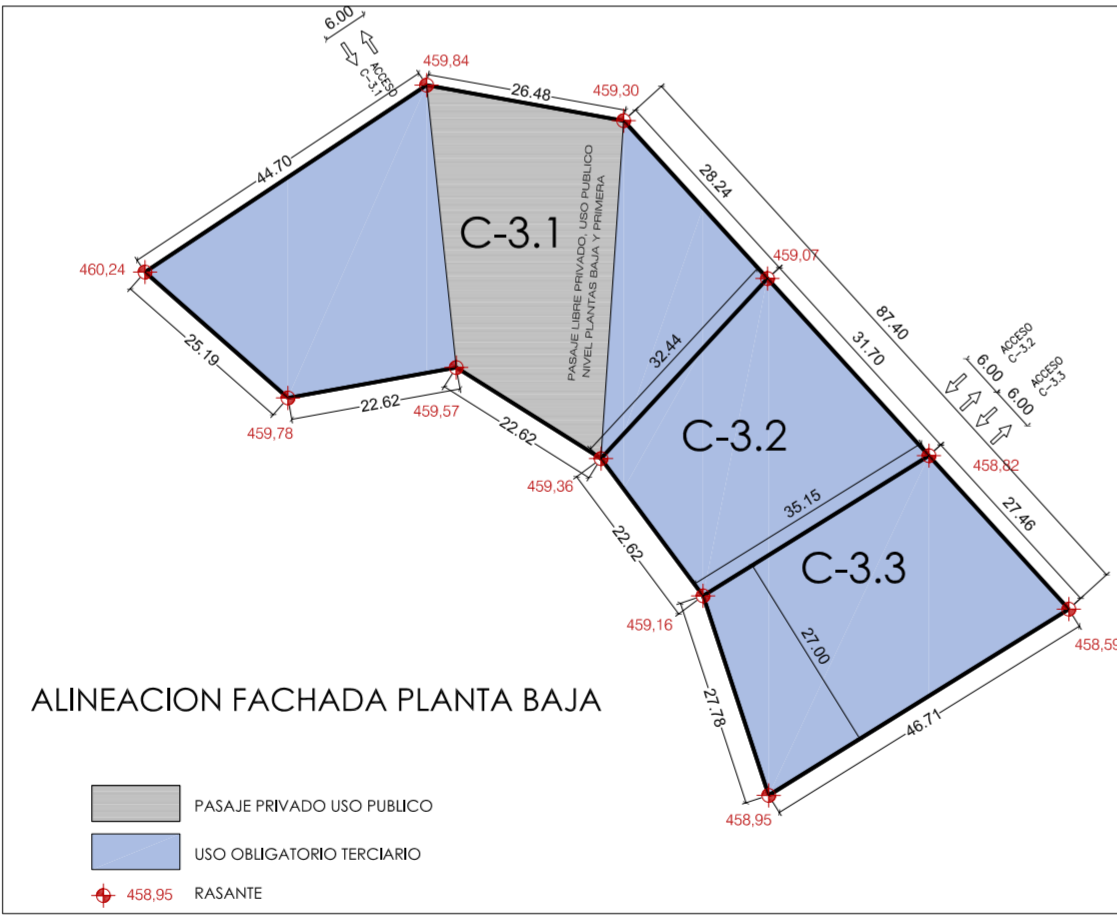 6.00
ACCESO
C-3.1
459,84
26.48
459,30
44.70
28.24
PASAJE LIBRE PRIVADO, USO PUBLICO
NIVEL PLANTAS BAJA Y PRIMERA
C-3.1
460,24
459,07
87.40
25.19
32.44
31.70
6.00
ACCESO
C-3.2
6.00
ACCESO
C-3.3
22.62
459,78
459,57
22.62
C-3.2
458,82
459,36
35.15
27.46
22.62
C-3.3
459,16
27.00
458,59
27.78
46.71
458,95
ALINEACION FACHADA PLANTA BAJA
PASAJE PRIVADO USO PUBLICO
USO OBLIGATORIO TERCIARIO
458,95 RASANTE